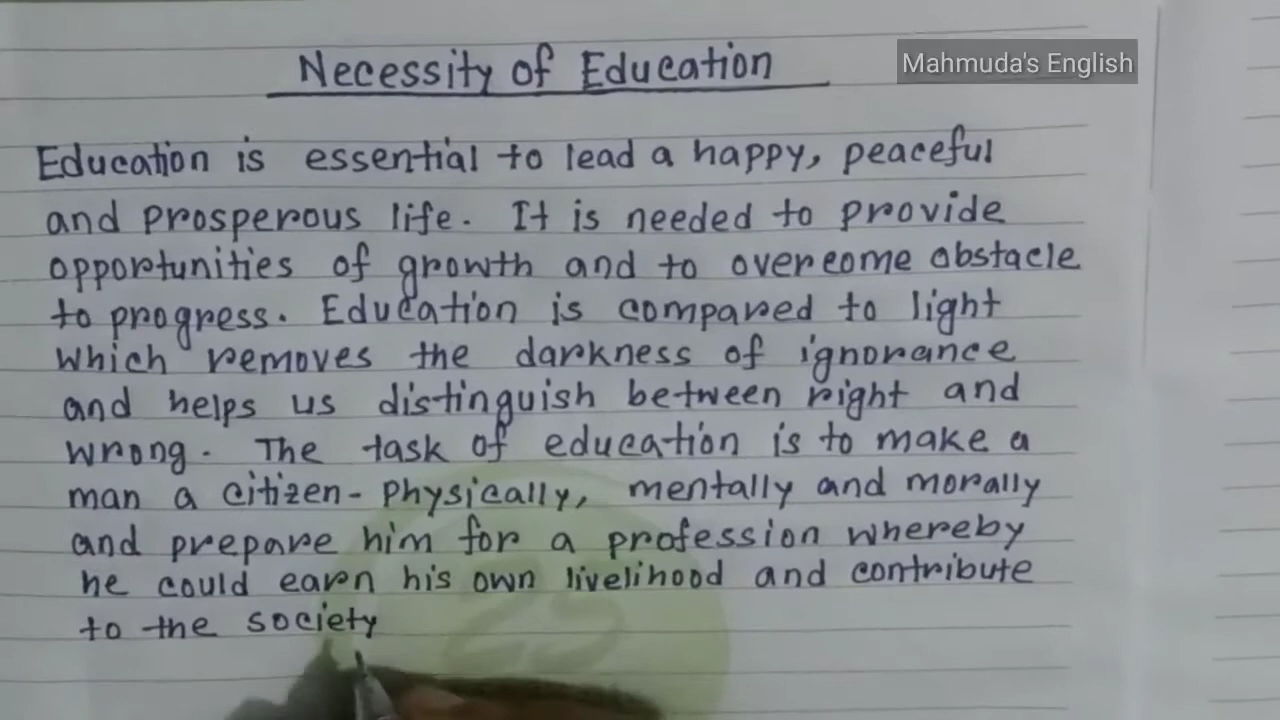 Necessity of Education
Mahmuda's English
Education is essential to lead a happy, peaceful
and prosperous life. It is needed to provide
opportunities of growth and to overcome obstacle
to progress. Education is compared to light
which removes the darkness of ignorance
and helps us distinguish between right and
wrong. The task of education is to make a
man a citizen- physically, mentally and morally
and prepare him for a profession whereby
he could earn his own livelihood and contribute
to the society